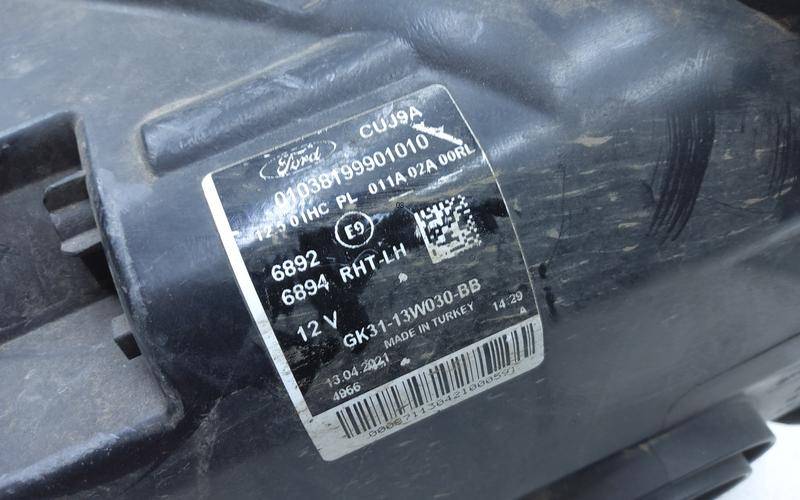 Ford
CUJ9A
01038199901010
01HC PL 011A 02A 00RL
E9
6892
6894 RHT-LH
12 V
GK31-13W030-BB
MADE IN TURKEY
14:29
A
13.04.2021
4966